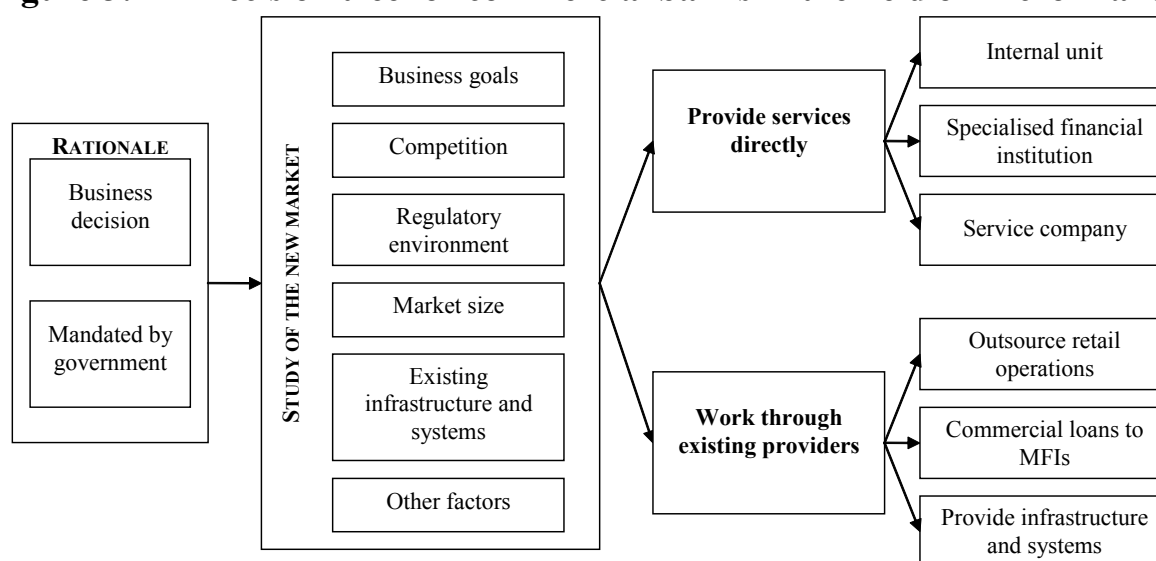 RATIONALE
Business
decision
Mandated by
government
STUDY OF THE NEW MARKET
Business goals
Competition
Regulatory
environment
Market size
Existing
infrastructure and
systems
Other factors
Provide services
directly
Work through
existing providers
Internal unit
Specialised financial
institution
Service company
Outsource retail
operations
Commercial loans to
MFIs
Provide infrastructure
and systems